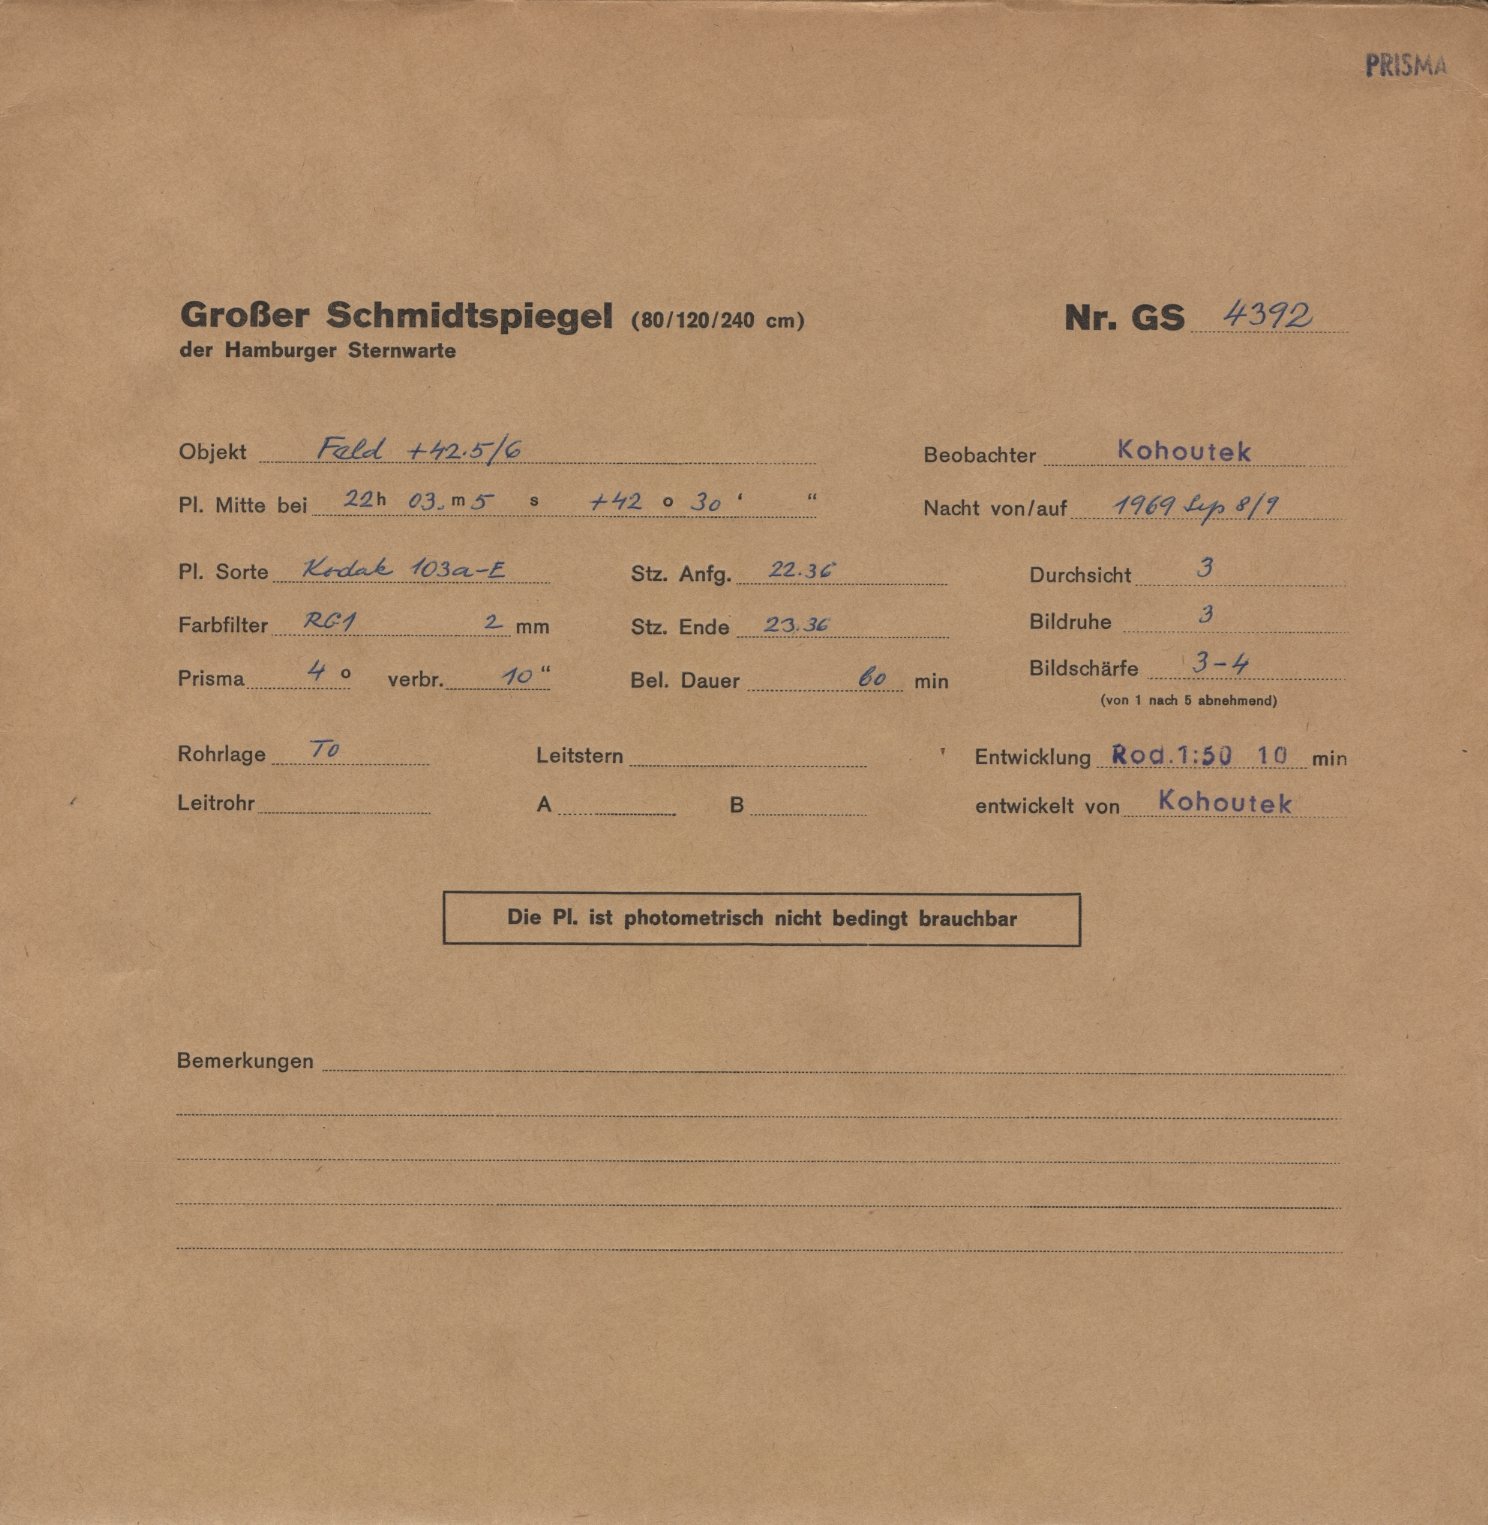 PRISMA
Großer Schmidtspiegel (80/120/240 cm) Nr. GS 4392
der Hamburger Sternwarte
Objekt Feld +42.5/6 Beobachter Kohoutek
Pl. Mitte bei 22h 03.m5 s +42 o 30 ‘ “ Nacht von/auf 1969 Sep 8/9
Pl. Sorte Kodak 103a-E Stz. Anfg. 22.36 Durchsicht 3
Farbfilter RG1 2 mm Stz. Ende 23.36 Bildruhe 3
Prisma 4 o verbr. 10 “ Bel. Dauer 60 min Bildschärfe 3-4
(von 1 nach 5 abnehmend)
Rohrlage TO Leitstern Entwicklung Rod.1:50 10 min
Leitrohr A B entwickelt von Kohoutek
Die Pl. ist photometrisch nicht bedingt brauchbar
Bemerkungen